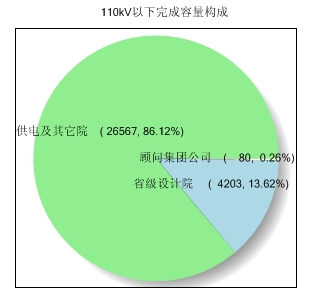 110kV以下完成容量构成
供电及其它院 ( 26567, 86.12%)
顾问集团公司 ( 80, 0.26%)
省级设计院 ( 4203, 13.62%)